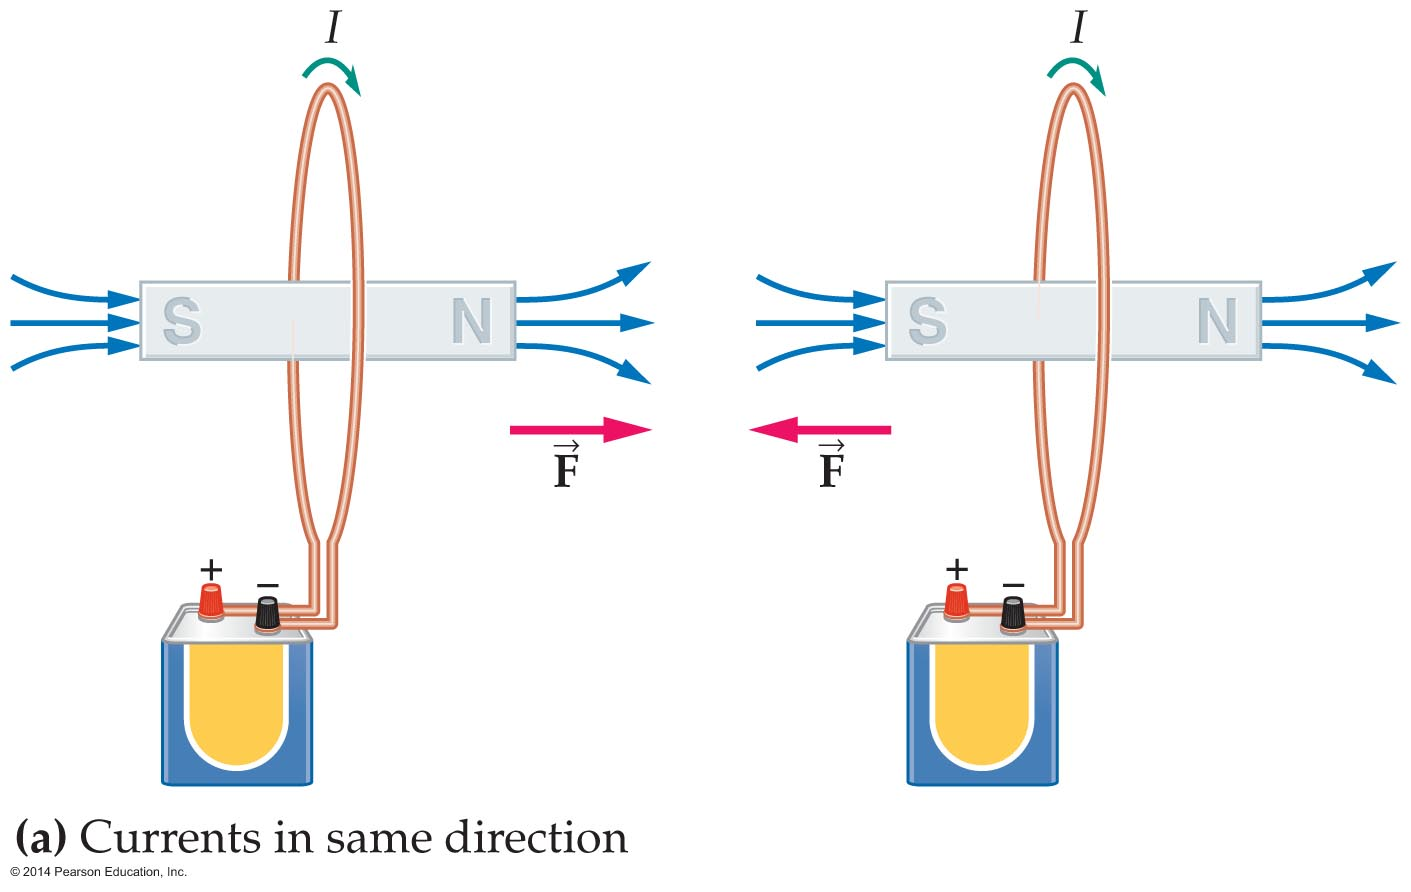 I I
S N S N
F F
+ − + −
(a) Currents in same direction
© 2014 Pearson Education, Inc.